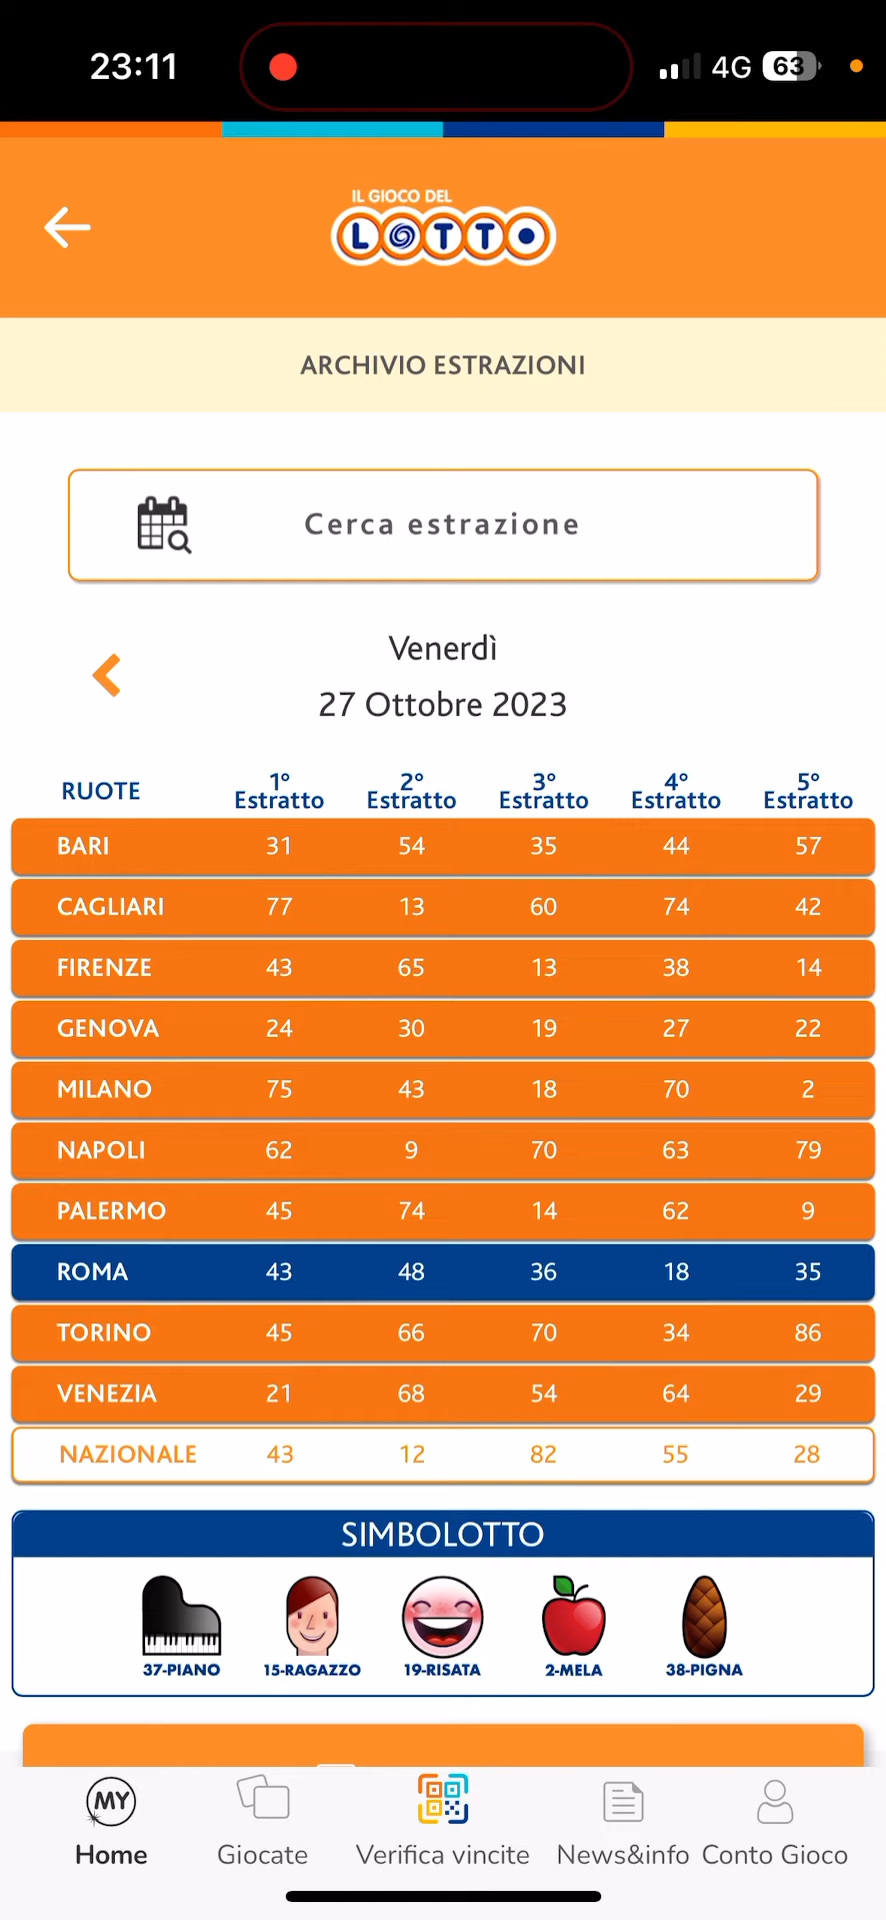 23:11 4G 63
IL GIOCO DEL
LOTTO
ARCHIVIO ESTRAZIONI
Cerca estrazione
Venerdì
27 Ottobre 2023
RUOTE 1° Estratto 2° Estratto 3° Estratto 4° Estratto 5° Estratto
BARI 31 54 35 44 57
CAGLIARI 77 13 60 74 42
FIRENZE 43 65 13 38 14
GENOVA 24 30 19 27 22
MILANO 75 43 18 70 2
NAPOLI 62 9 70 63 79
PALERMO 45 74 14 62 9
ROMA 43 48 36 18 35
TORINO 45 66 70 34 86
VENEZIA 21 68 54 64 29
NAZIONALE 43 12 82 55 28
SIMBOLOTTO
37-PIANO 15-RAGAZZO 19-RISATA 2-MELA 38-PIGNA
MY
Home Giocate Verifica vincite News&info Conto Gioco